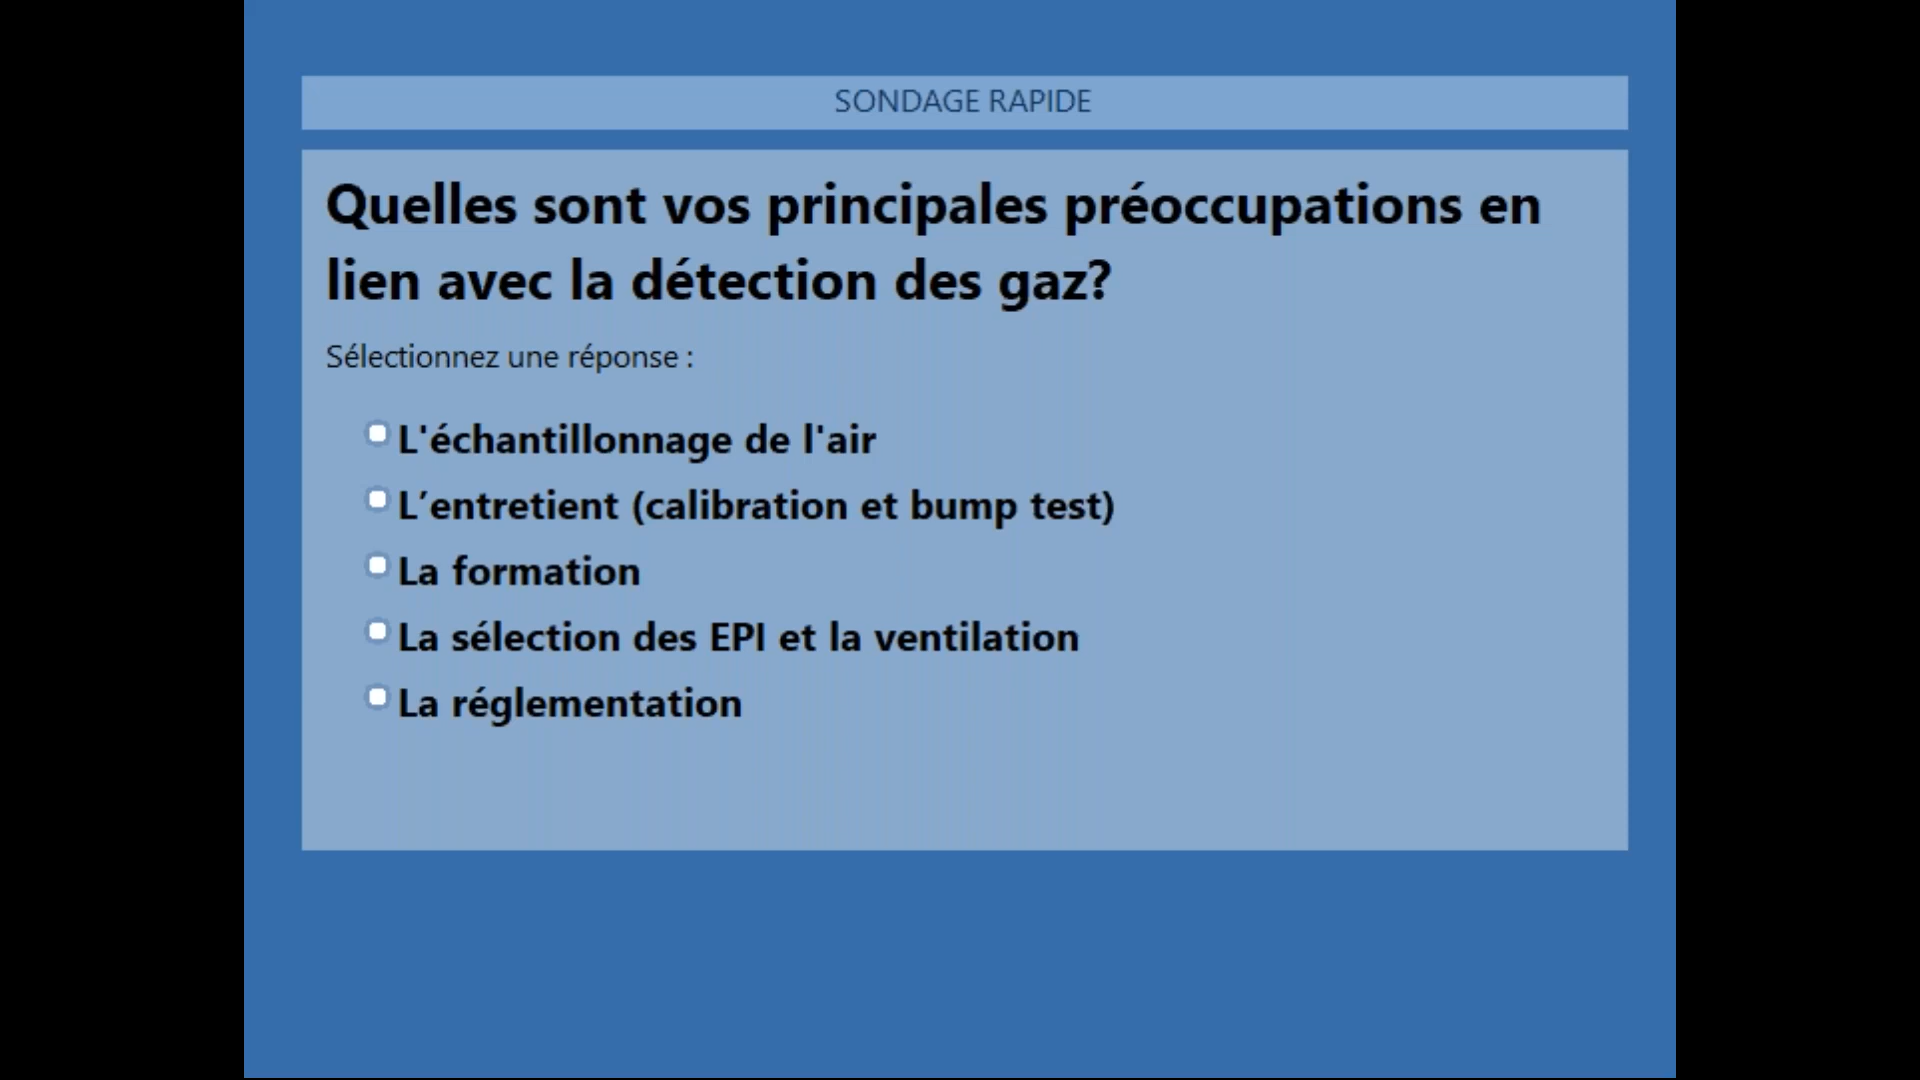 SONDAGE RAPIDE
Quelles sont vos principales préoccupations en
lien avec la détection des gaz?
Sélectionnez une réponse :
L'échantillonnage de l'air
L’entretient (calibration et bump test)
La formation
La sélection des EPI et la ventilation
La réglementation